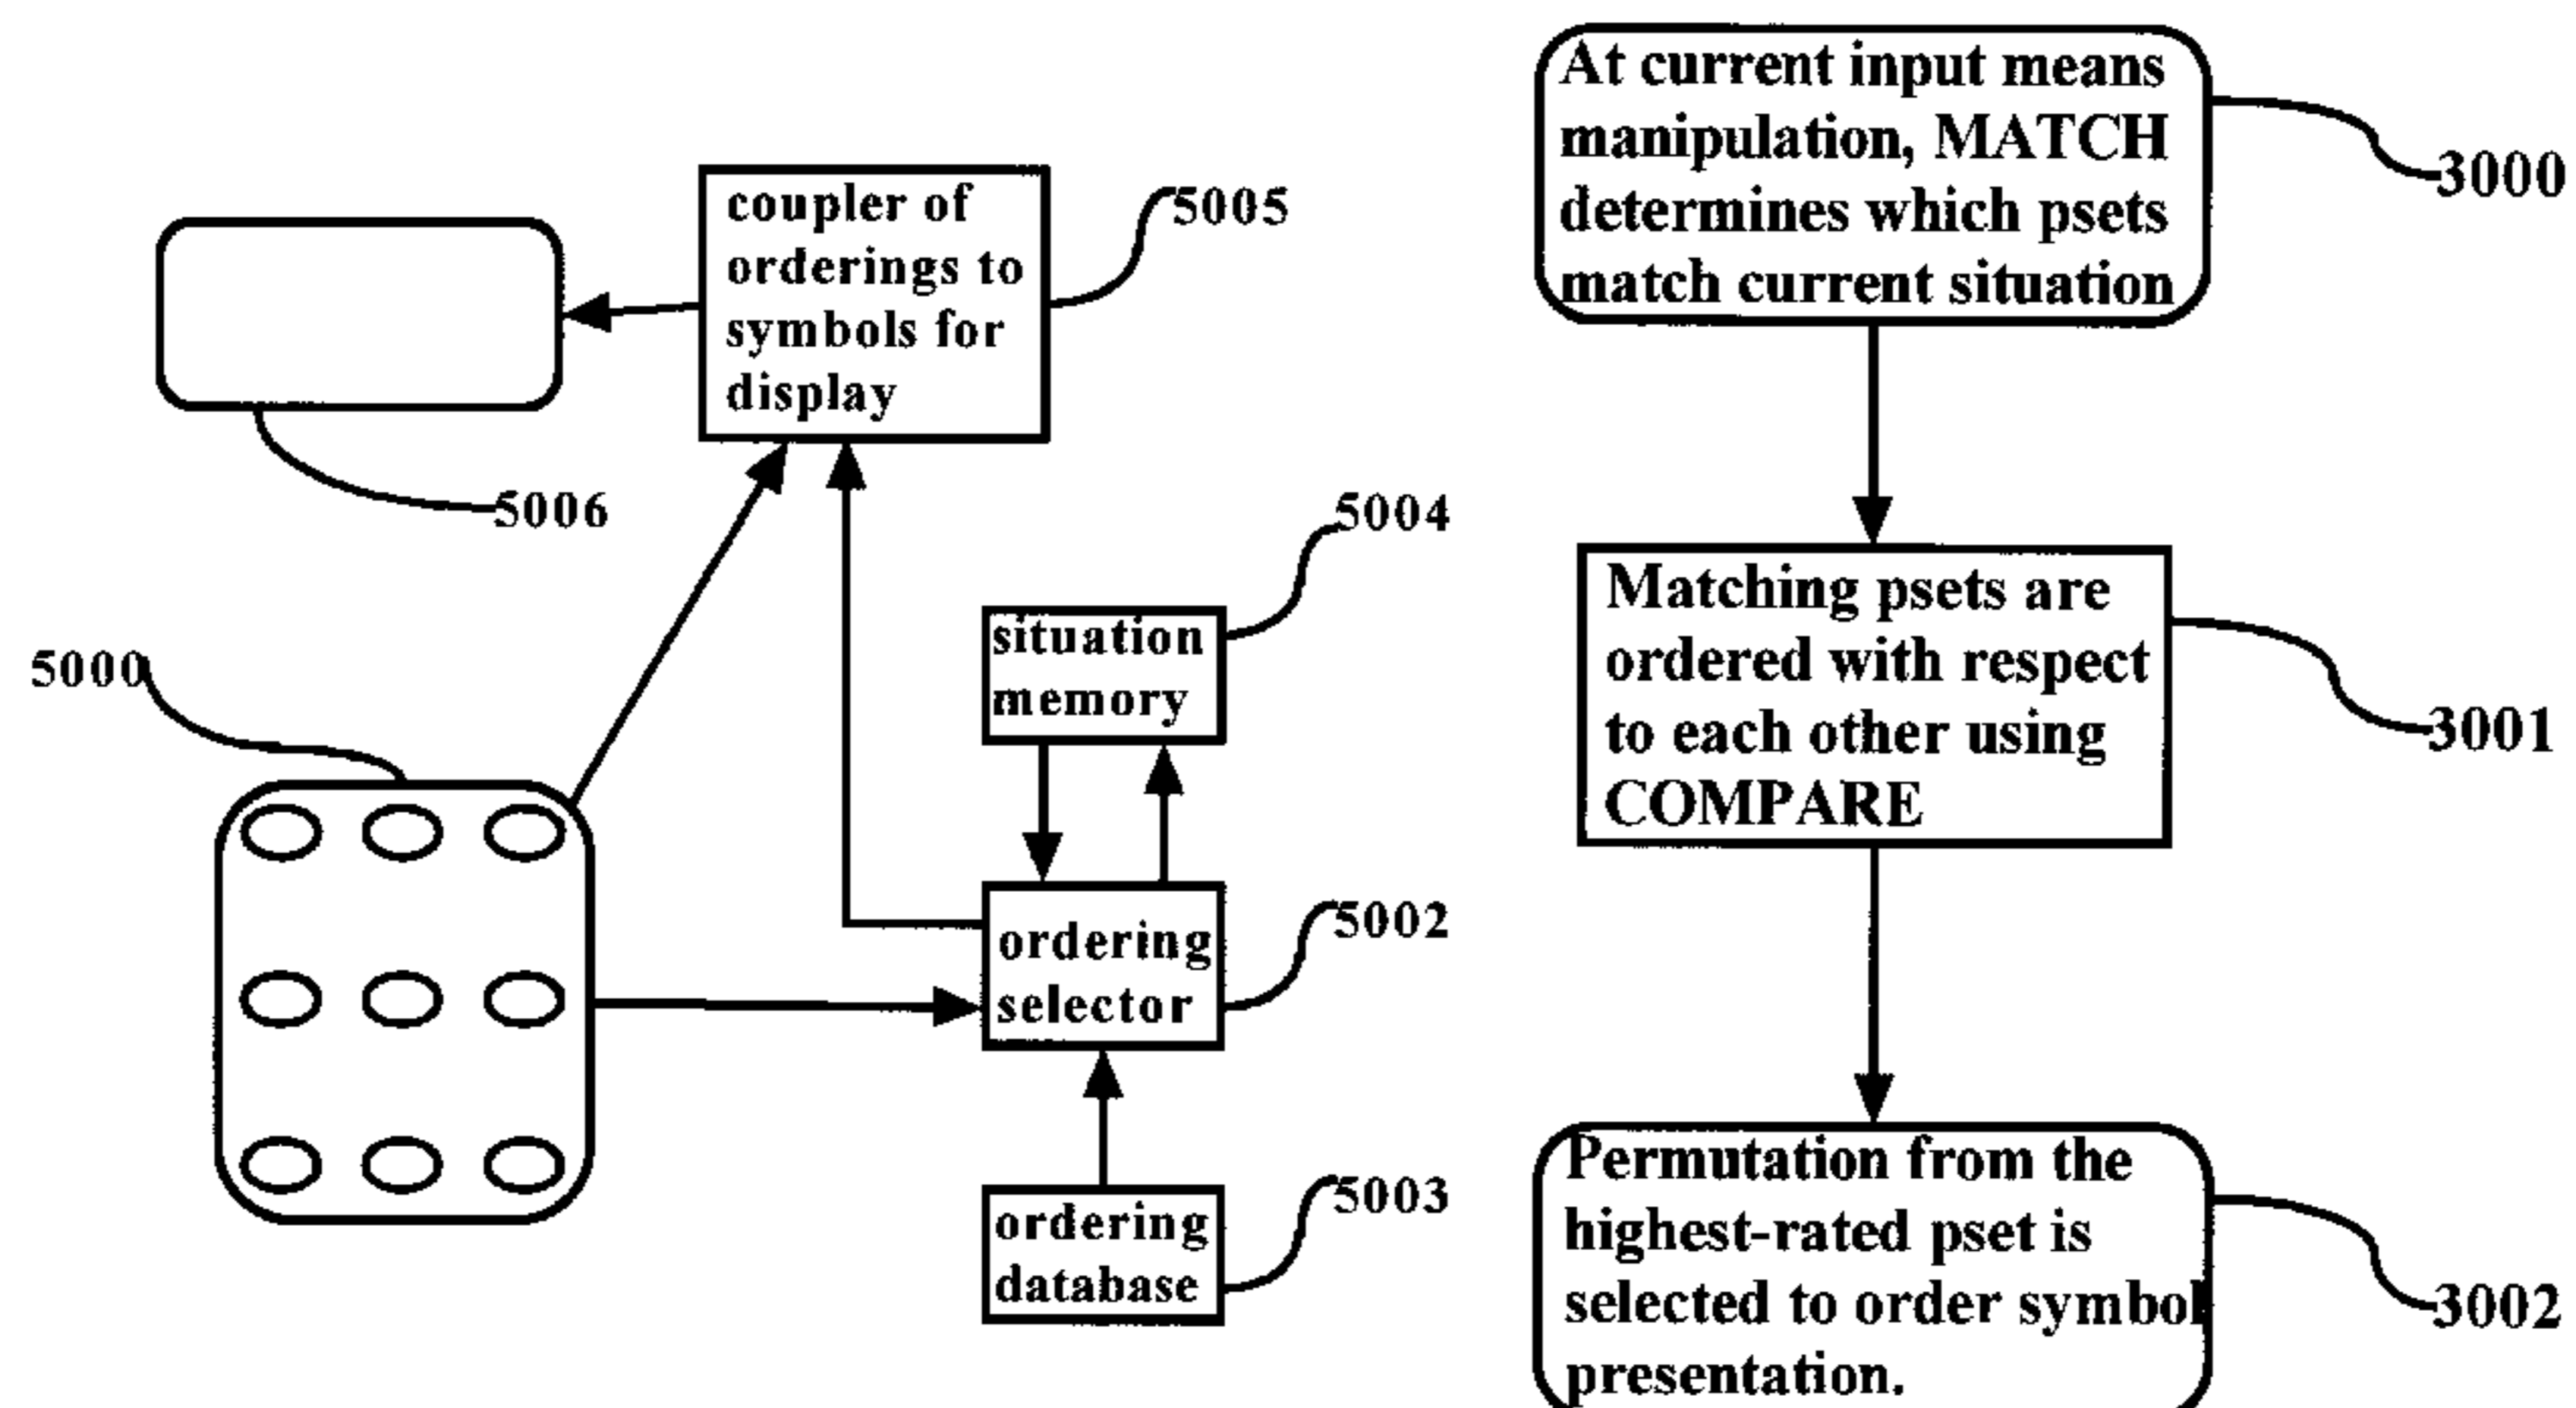 coupler of
orderings to
symbols for
display
5005
5006
5004
situation
memory
5000
ordering
selector
5002
ordering
database
5003
At current input means
manipulation, MATCH
determines which psets
match current situation
3000
Matching psets are
ordered with respect
to each other using
COMPARE
3001
Permutation from the
highest-rated pset is
selected to order symbol
presentation.
3002